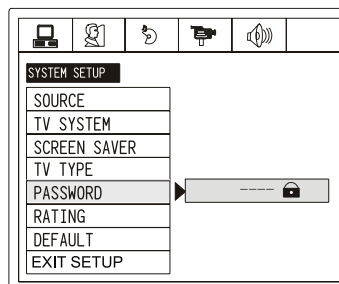 SYSTEM SETUP
SOURCE
TV SYSTEM
SCREEN SAVER
TV TYPE
PASSWORD
----
RATING
DEFAULT
EXIT SETUP